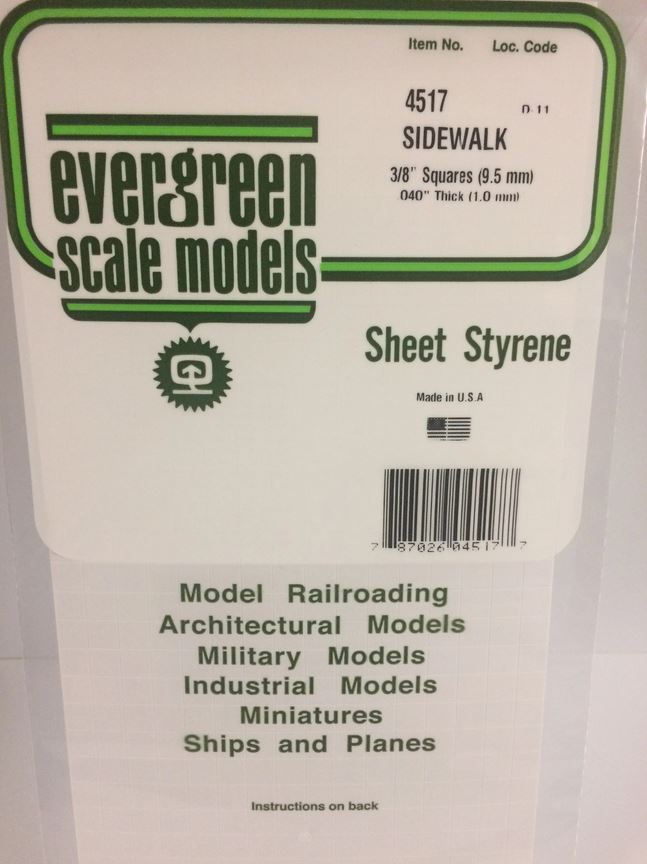 Item No. Loc. Code
4517 D 11
SIDEWALK
3/8" Squares (9.5 mm)
.040" Thick (1.0 mm)
evergreen
scale models
Sheet Styrene
Made in U.S.A
7 87026 04517 7
Model Railroading
Architectural Models
Military Models
Industrial Models
Miniatures
Ships and Planes
Instructions on back